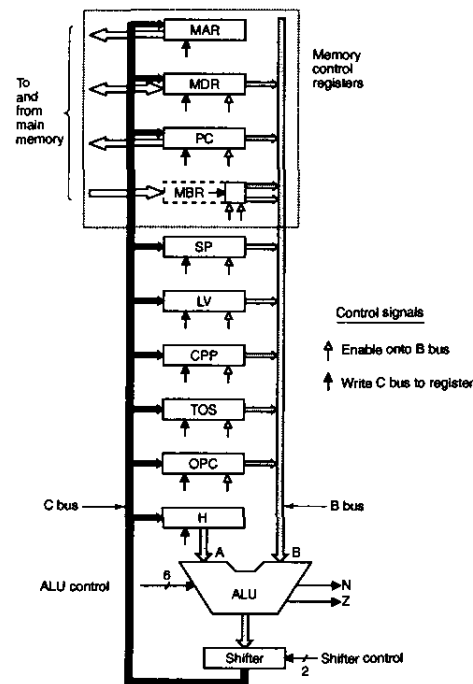 MAR
Memory
control
registers
To
and
from
main
memory
MDR
PC
MBR
SP
LV
Control signals
CPP
Enable onto B bus
Write C bus to register
TOS
OPC
C bus
B bus
H
A
B
ALU control
6
ALU
N
Z
Shifter
2
Shifter control